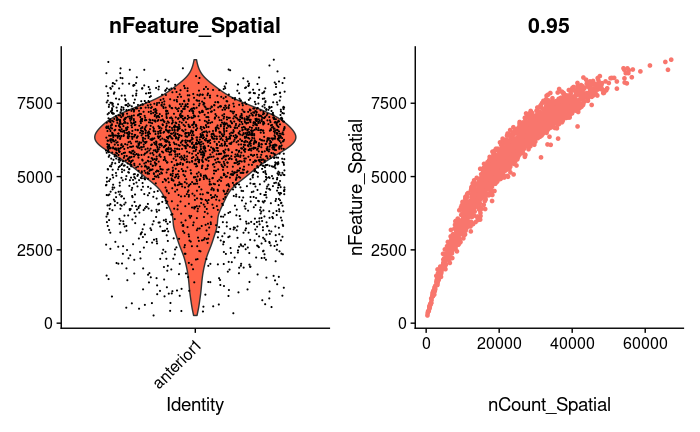 nFeature_Spatial
7500
5000
2500
0
anterior1
Identity
0.95
nFeature_Spatial
7500
5000
2500
0
0 20000 40000 60000
nCount_Spatial